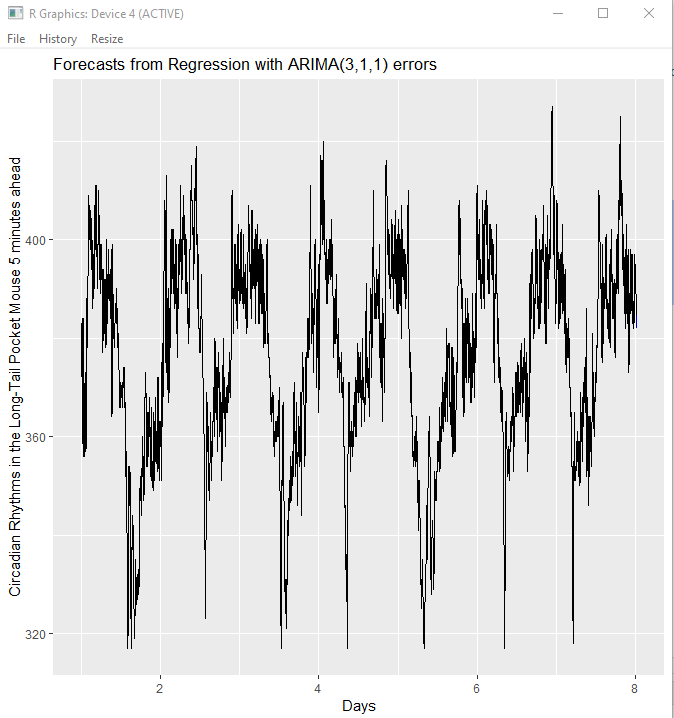 R Graphics: Device 4 (ACTIVE)
File History Resize
Forecasts from Regression with ARIMA(3,1,1) errors
Circadian Rhythms in the Long-Tail Pocket Mouse 5 minutes ahead
400
360
320
2 4 6 8
Days